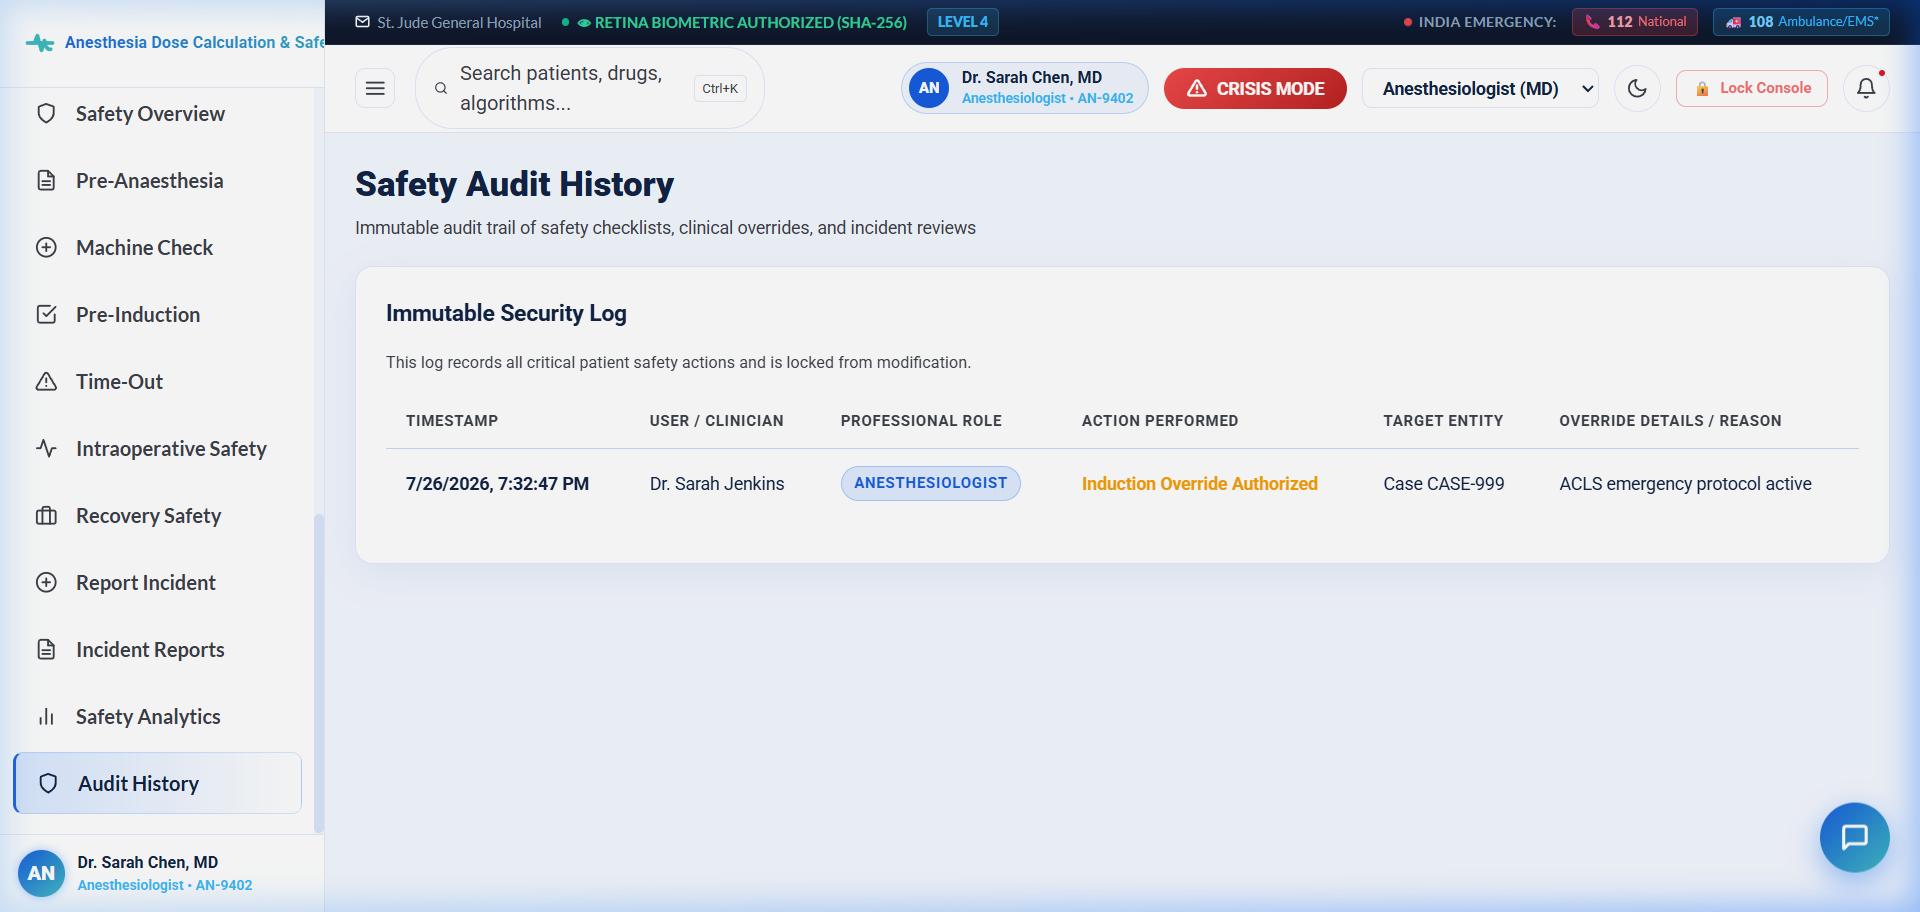 Anesthesia Dose Calculation & Safe
St. Jude General Hospital
RETINA BIOMETRIC AUTHORIZED (SHA-256)
LEVEL 4
INDIA EMERGENCY:
112 National
108 Ambulance/EMS*
Search patients, drugs,
algorithms...
Ctrl+K
AN
Dr. Sarah Chen, MD
Anesthesiologist • AN-9402
CRISIS MODE
Anesthesiologist (MD)
Lock Console
Safety Overview
Pre-Anaesthesia
Machine Check
Pre-Induction
Time-Out
Intraoperative Safety
Recovery Safety
Report Incident
Incident Reports
Safety Analytics
Audit History
AN
Dr. Sarah Chen, MD
Anesthesiologist • AN-9402
Safety Audit History
Immutable audit trail of safety checklists, clinical overrides, and incident reviews
Immutable Security Log
This log records all critical patient safety actions and is locked from modification.
TIMESTAMP USER / CLINICIAN PROFESSIONAL ROLE ACTION PERFORMED TARGET ENTITY OVERRIDE DETAILS / REASON
7/26/2026, 7:32:47 PM Dr. Sarah Jenkins ANESTHESIOLOGIST Induction Override Authorized Case CASE-999 ACLS emergency protocol active